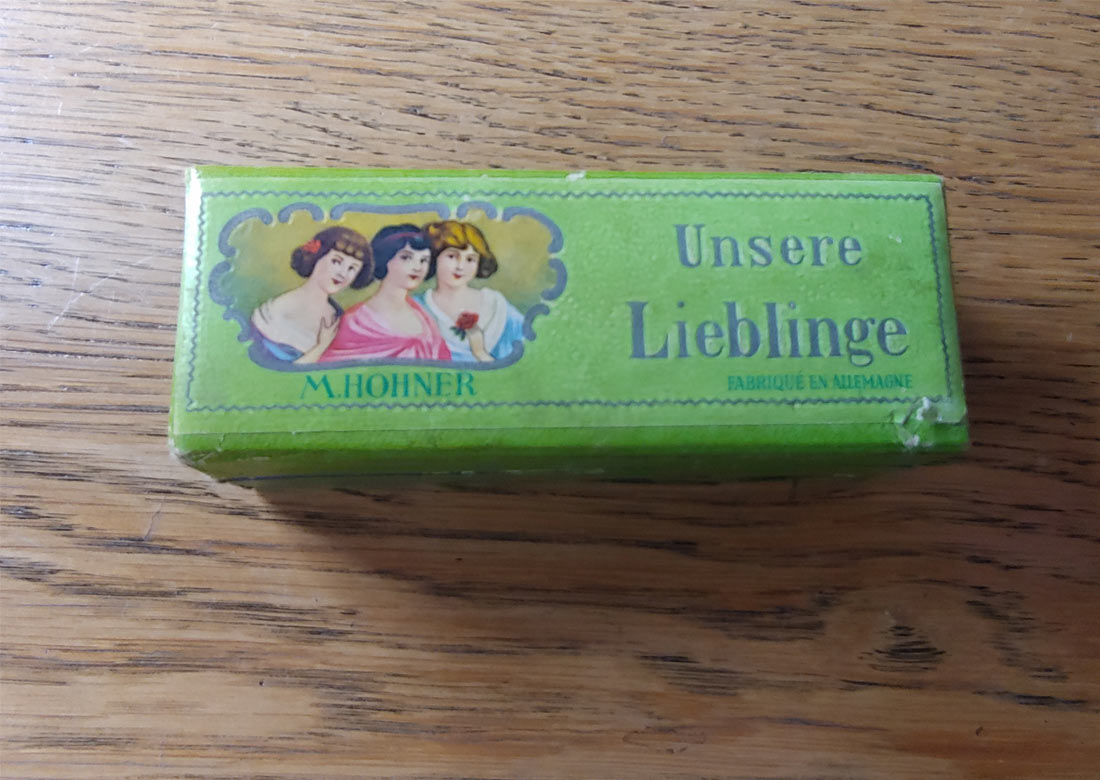 Unsere
Lieblinge
M. HOHNER
FABRIQUÉ EN ALLEMAGNE